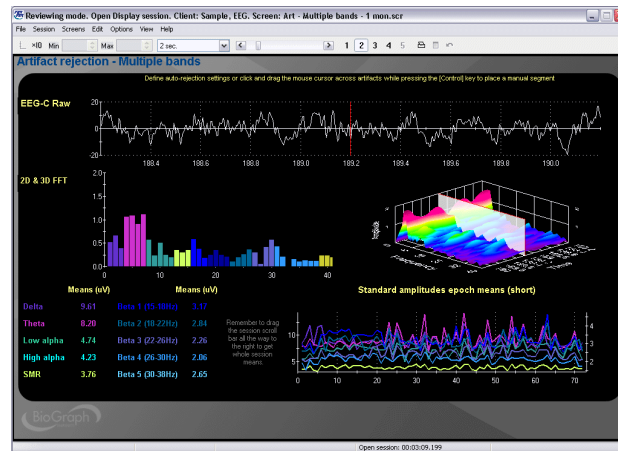 Reviewing mode. Open Display session. Client: Sample, EEG. Screen: Art - Multiple bands - 1 mon.scr
File Session Screens Edit Options View Help
×10 Min Max 2 sec. 1 2 3 4 5
Artifact rejection - Multiple bands
Define auto-rejection settings or click and drag the mouse cursor across artifacts while pressing the [Control] key to place a manual segment
EEG-C Raw
20
0
-20
188.4 188.6 188.8 189.0 189.2 189.4 189.6 189.8 190.0
2D & 3D FFT
2.0
1.5
1.0
0.5
0.0
0 10 20 30 40
Means (uV) Means (uV)
Standard amplitudes epoch means (short)
Delta 9.61 Beta 1 (15-18Hz) 3.17
Theta 8.20 Beta 2 (18-22Hz) 2.84
Low alpha 4.74 Beta 3 (22-26Hz) 2.26
High alpha 4.23 Beta 4 (26-30Hz) 2.06
SMR 3.76 Beta 5 (30-38Hz) 2.65
Remember to drag
the session scroll
bar all the way to
the right to get
whole session
means.
10
5
4
3
2
0 10 20 30 40 50 60 70
BioGraph
Open session: 00:03:09.199